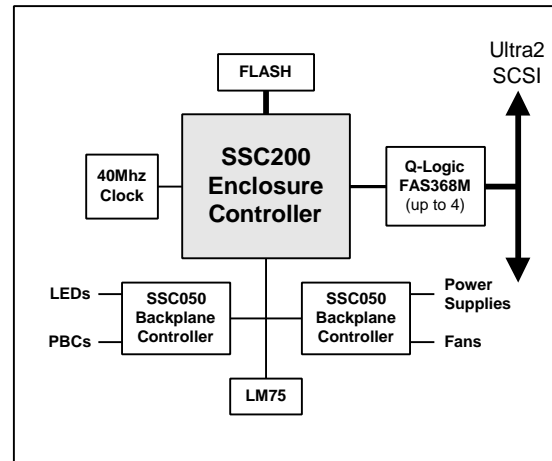 Ultra2
SCSI
FLASH
SSC200
Enclosure
Controller
40Mhz
Clock
Q-Logic
FAS368M
(up to 4)
LEDs
PBCs
SSC050
Backplane
Controller
SSC050
Backplane
Controller
Power
Supplies
Fans
LM75